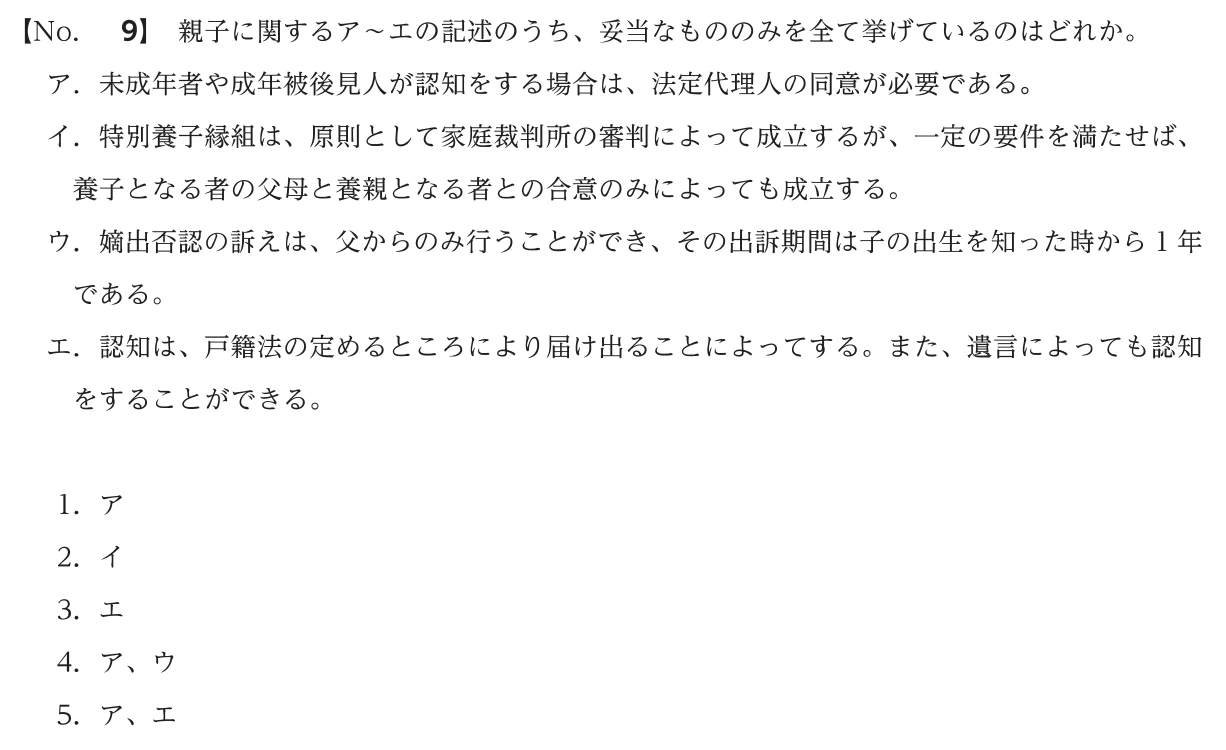 【No. 9】 親子に関するア～エの記述のうち、妥当なもののみを全て挙げているのはどれか。
ア．未成年者や成年被後見人が認知をする場合は、法定代理人の同意が必要である。
イ．特別養子縁組は、原則として家庭裁判所の審判によって成立するが、一定の要件を満たせば、
養子となる者の父母と養親となる者との合意のみによっても成立する。
ウ．嫡出否認の訴えは、父からのみ行うことができ、その出訴期間は子の出生を知った時から1年
である。
エ．認知は、戸籍法の定めるところにより届け出ることによってする。また、遺言によっても認知
をすることができる。
1．ア
2．イ
3．エ
4．ア、ウ
5．ア、エ